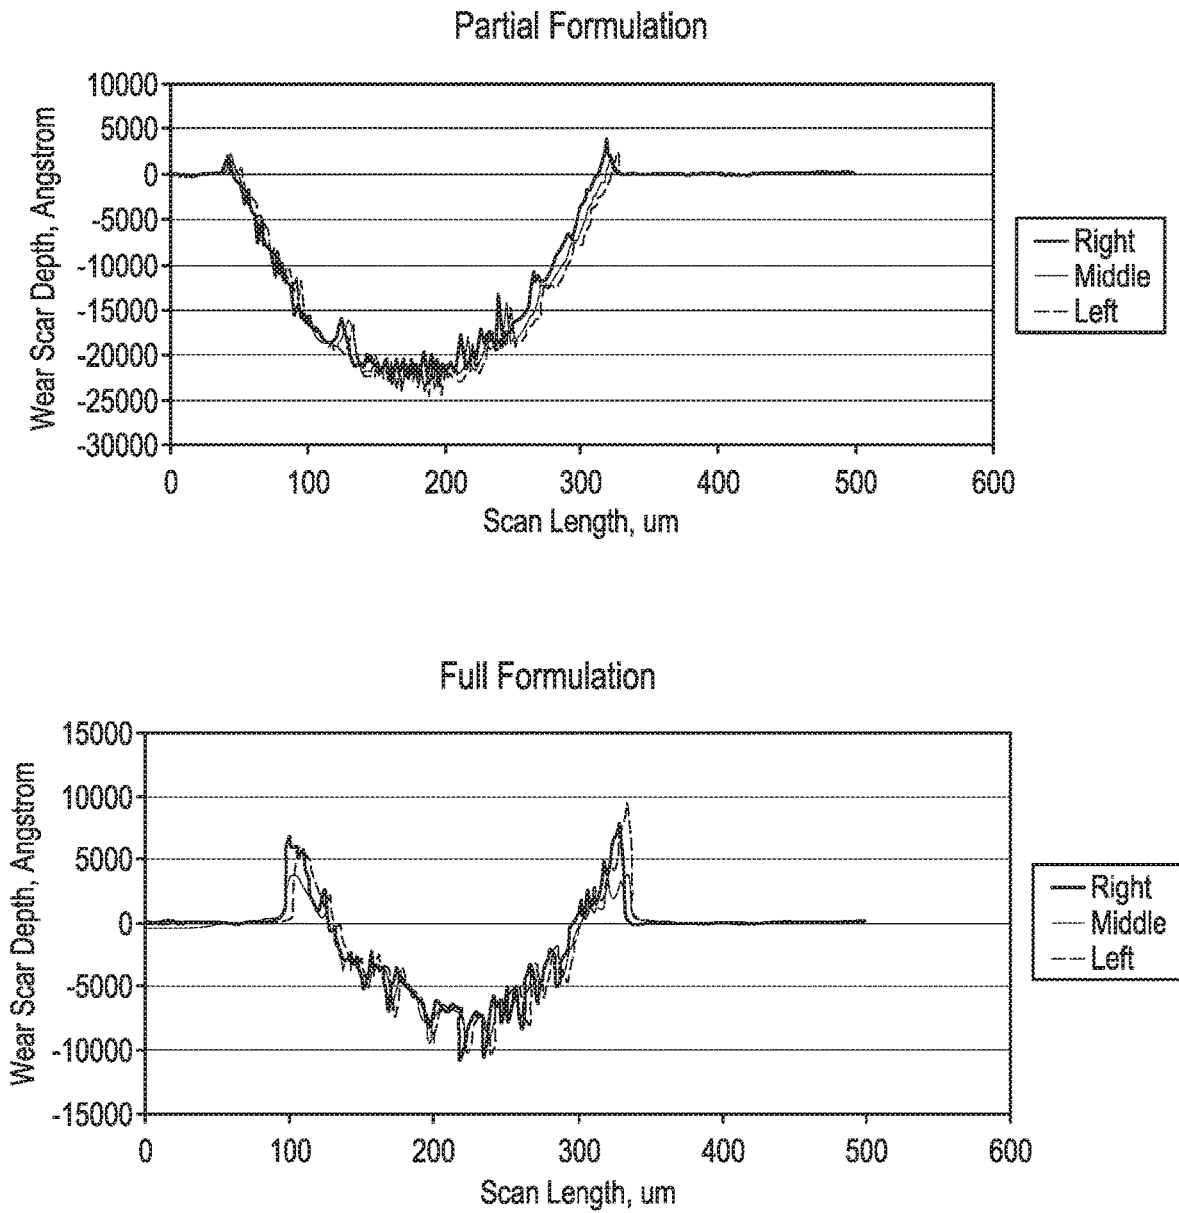 Partial Formulation
Wear Scar Depth, Angstrom
10000
5000
0
-5000
-10000
-15000
-20000
-25000
-30000
0 100 200 300 400 500 600
Scan Length, um
Right
Middle
Left
Full Formulation
Wear Scar Depth, Angstrom
15000
10000
5000
0
-5000
-10000
-15000
0 100 200 300 400 500 600
Scan Length, um
Right
Middle
Left